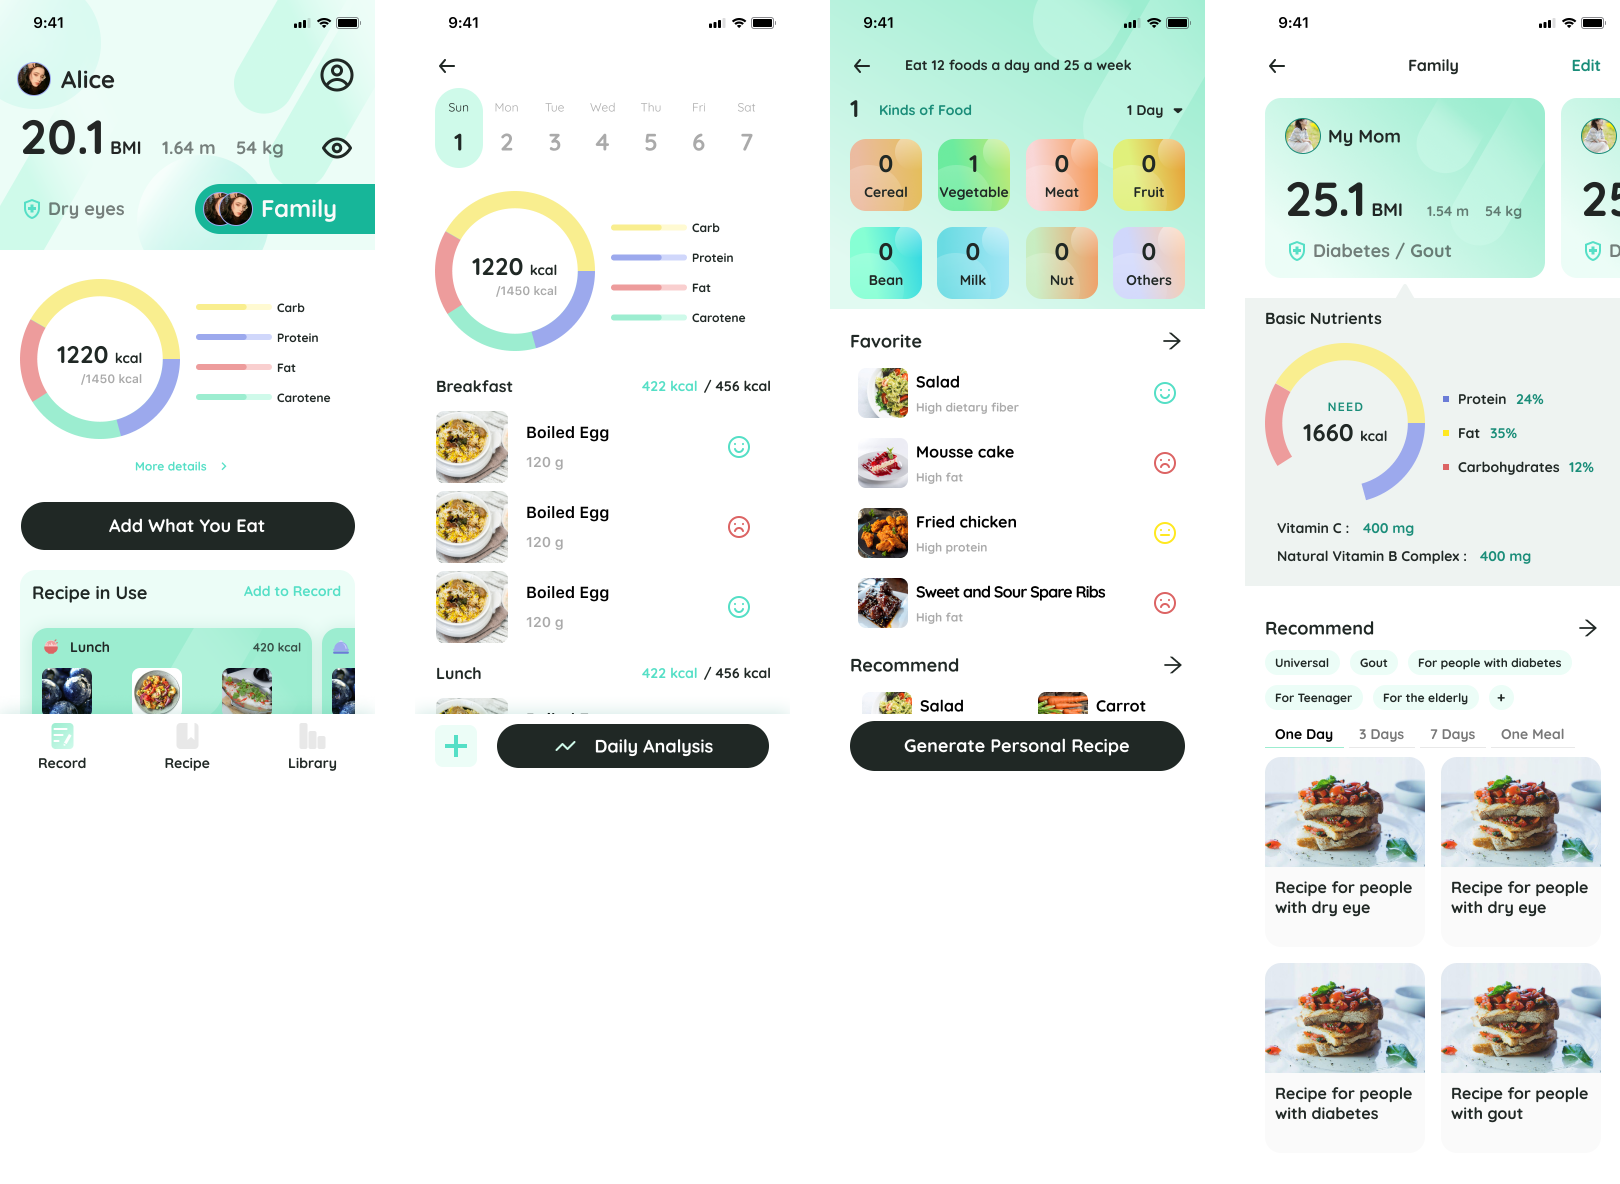 9:41
Alice
20.1 BMI 1.64 m 54 kg
Dry eyes
Family
1220 kcal
/1450 kcal
Carb
Protein
Fat
Carotene
More details
Add What You Eat
Recipe in Use
Add to Record
Lunch
420 kcal
Record
Recipe
Library
9:41
Sun Mon Tue Wed Thu Fri Sat
1 2 3 4 5 6 7
1220 kcal
/1450 kcal
Carb
Protein
Fat
Carotene
Breakfast
422 kcal / 456 kcal
Boiled Egg
120 g
Boiled Egg
120 g
Boiled Egg
120 g
Lunch
422 kcal / 456 kcal
Daily Analysis
9:41
Eat 12 foods a day and 25 a week
1 Kinds of Food
1 Day
0 1 0 0
Cereal Vegetable Meat Fruit
0 0 0 0
Bean Milk Nut Others
Favorite
Salad
High dietary fiber
Mousse cake
High fat
Fried chicken
High protein
Sweet and Sour Spare Ribs
High fat
Recommend
Salad
Carrot
Generate Personal Recipe
9:41
Family
Edit
My Mom
25.1 BMI 1.54 m 54 kg
Diabetes / Gout
25
D
Basic Nutrients
NEED
1660 kcal
Protein 24%
Fat 35%
Carbohydrates 12%
Vitamin C : 400 mg
Natural Vitamin B Complex : 400 mg
Recommend
Universal Gout For people with diabetes
For Teenager For the elderly +
One Day 3 Days 7 Days One Meal
Recipe for people
with dry eye
Recipe for people
with dry eye
Recipe for people
with diabetes
Recipe for people
with gout